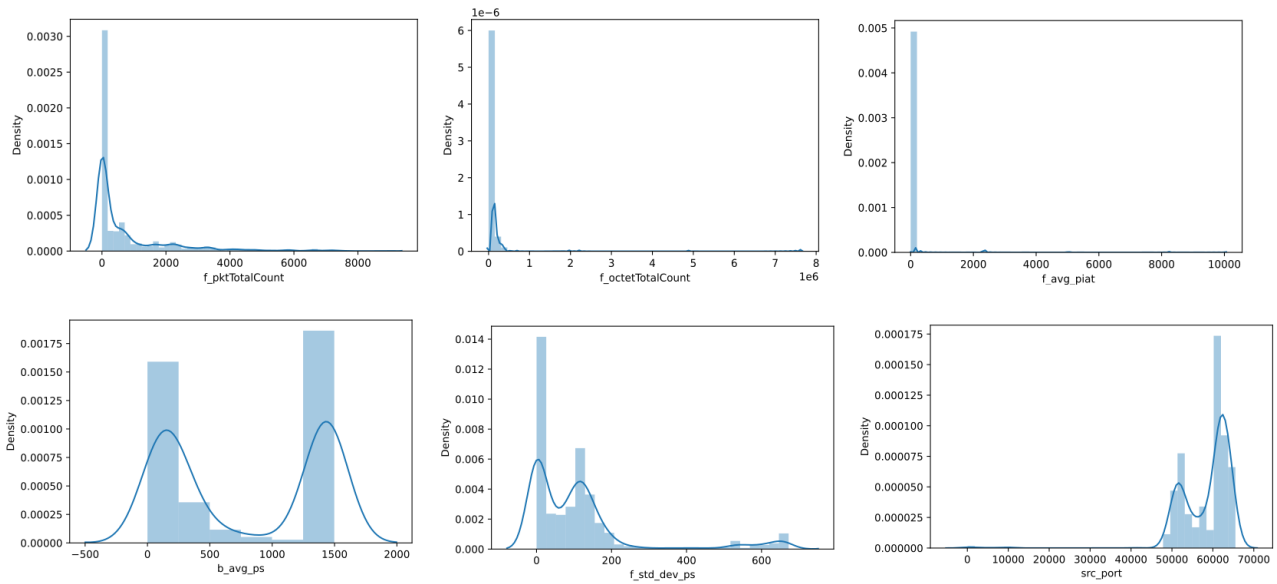 0.0030
0.0025
0.0020
0.0015
0.0010
0.0005
0.0000
Density
0 2000 4000 6000 8000
f_pktTotalCount
1e−6
6
5
4
3
2
1
0
Density
0 1 2 3 4 5 6 7 8
1e6
f_octetTotalCount
0.005
0.004
0.003
0.002
0.001
0.000
Density
0 2000 4000 6000 8000 10000
f_avg_piat
0.00175
0.00150
0.00125
0.00100
0.00075
0.00050
0.00025
0.00000
Density
−500 0 500 1000 1500 2000
b_avg_ps
0.014
0.012
0.010
0.008
0.006
0.004
0.002
0.000
Density
0 200 400 600
f_std_dev_ps
0.000175
0.000150
0.000125
0.000100
0.000075
0.000050
0.000025
0.000000
Density
0 10000 20000 30000 40000 50000 60000 70000
src_port